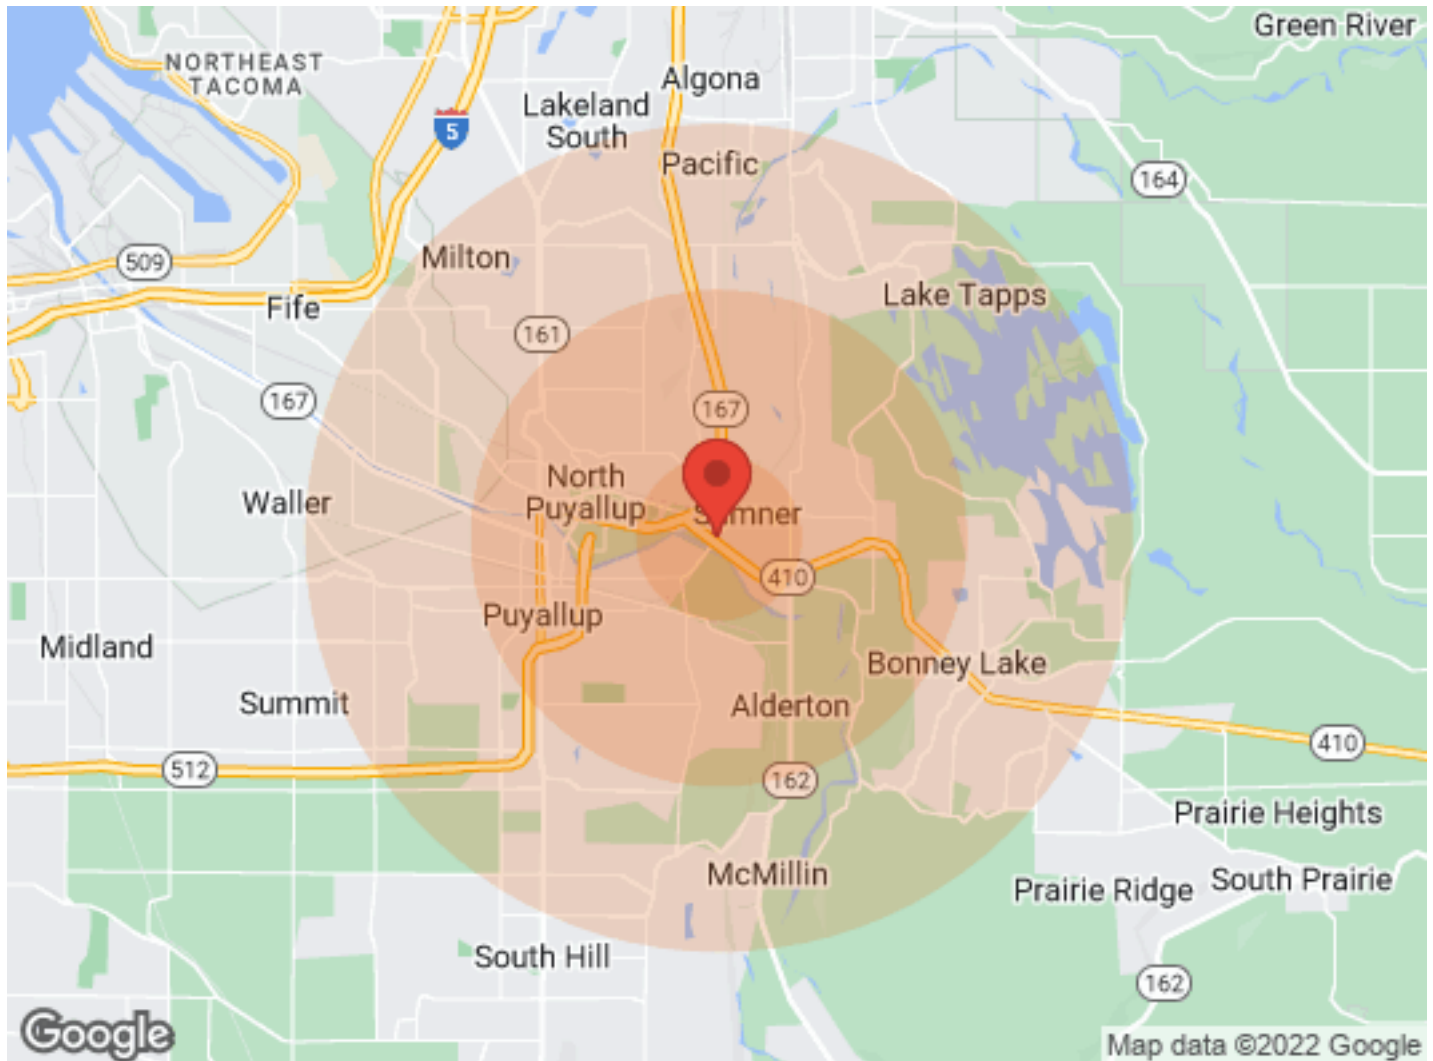 Green River
NORTHEAST
TACOMA
Algona
Lakeland
South
5
Pacific
164
Milton
509
Lake Tapps
Fife
161
167
167
North
Puyallup
Waller
Sumner
410
Puyallup
Midland
Bonney Lake
Summit
Alderton
410
512
162
Prairie Heights
McMillin
South Prairie
Prairie Ridge
South Hill
162
Google
Map data ©2022 Google